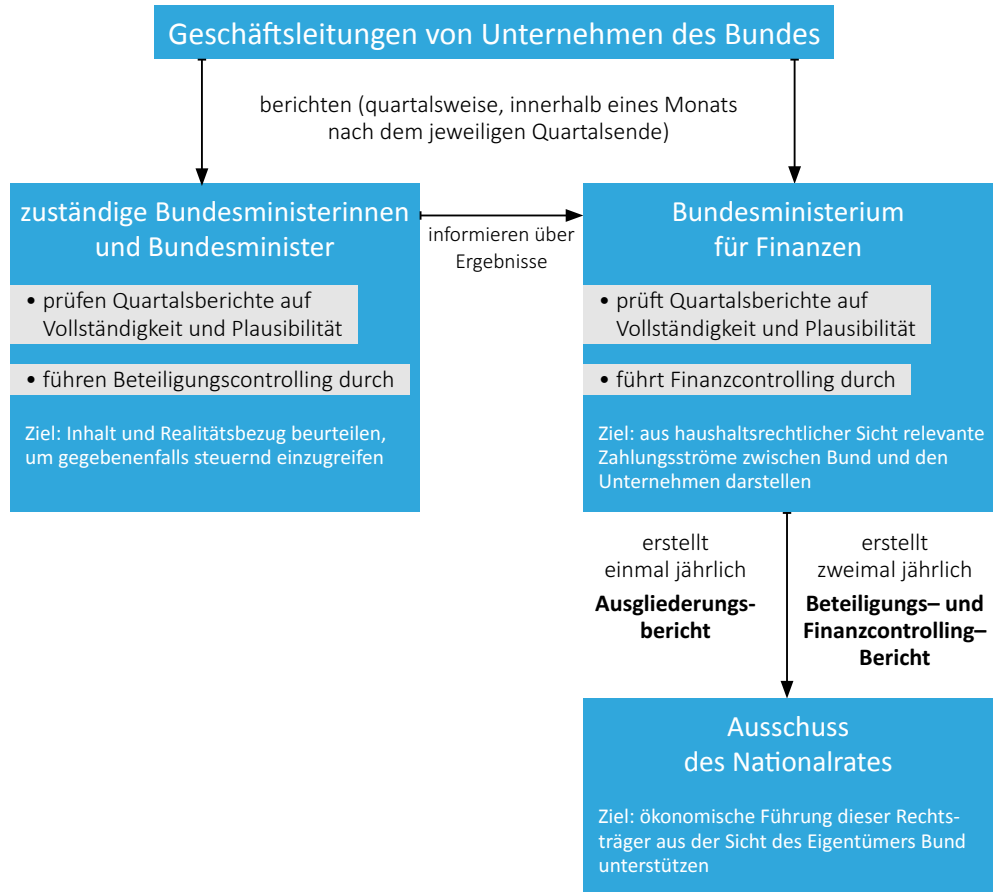 Geschäftsleitungen von Unternehmen des Bundes
berichten (quartalsweise, innerhalb eines Monats
nach dem jeweiligen Quartalsende)
zuständige Bundesministerinnen
und Bundesminister
• prüfen Quartalsberichte auf
Vollständigkeit und Plausibilität
• führen Beteiligungscontrolling durch
Ziel: Inhalt und Realitätsbezug beurteilen,
um gegebenenfalls steuernd einzugreifen
informieren über
Ergebnisse
Bundesministerium
für Finanzen
• prüft Quartalsberichte auf
Vollständigkeit und Plausibilität
• führt Finanzcontrolling durch
Ziel: aus haushaltsrechtlicher Sicht relevante
Zahlungsströme zwischen Bund und den
Unternehmen darstellen
erstellt
einmal jährlich
Ausgliederungs-
bericht
erstellt
zweimal jährlich
Beteiligungs– und
Finanzcontrolling–
Bericht
Ausschuss
des Nationalrates
Ziel: ökonomische Führung dieser Rechts-
träger aus der Sicht des Eigentümers Bund
unterstützen